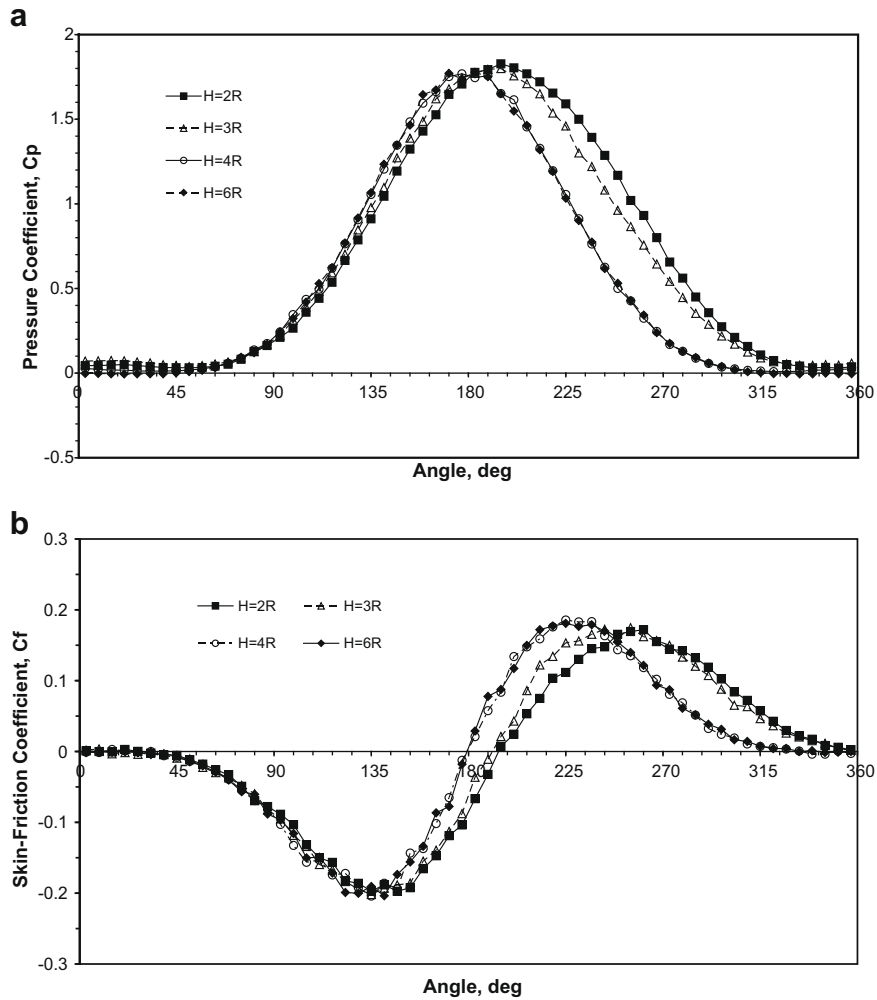 a
2
1.5
1
0.5
0
-0.5
Pressure Coefficient, Cp
H=2R
H=3R
H=4R
H=6R
0 45 90 135 180 225 270 315 360
Angle, deg
b
0.3
0.2
0.1
0
-0.1
-0.2
-0.3
Skin-Friction Coefficient, Cf
H=2R H=3R
H=4R H=6R
0 45 90 135 180 225 270 315 360
Angle, deg